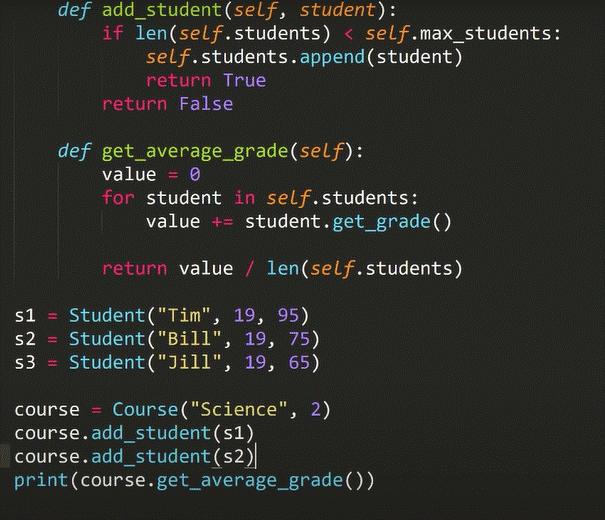 def add_student(self, student):
if len(self.students) < self.max_students:
self.students.append(student)
return True
return False
def get_average_grade(self):
value = 0
for student in self.students:
value += student.get_grade()
return value / len(self.students)
s1 = Student("Tim", 19, 95)
s2 = Student("Bill", 19, 75)
s3 = Student("Jill", 19, 65)
course = Course("Science", 2)
course.add_student(s1)
course.add_student(s2)
print(course.get_average_grade())